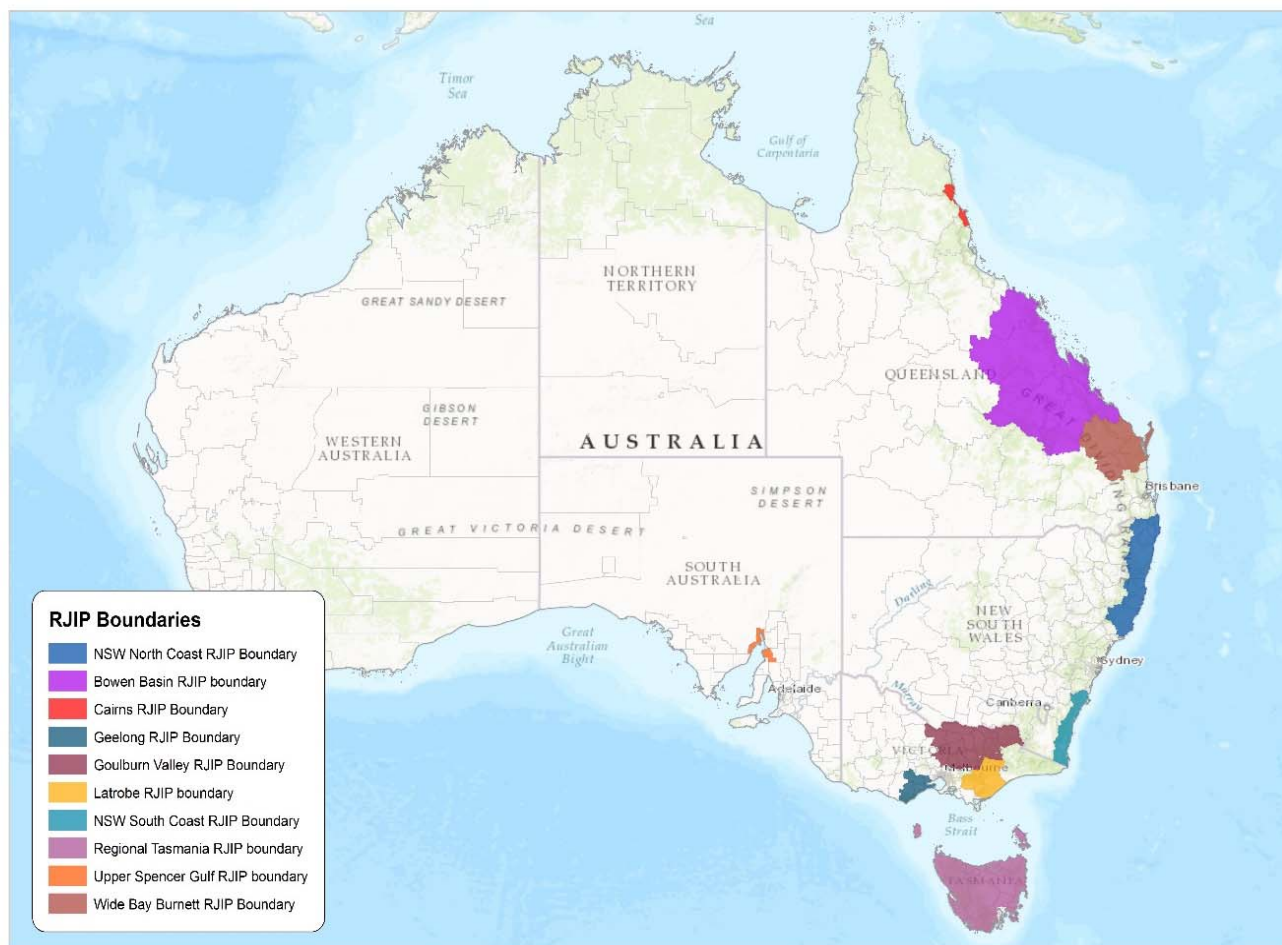 Sea
Timor
Sea
Gulf of
Carpentaria
NORTHERN
TERRITORY
GREAT SANDY DESERT
QUEENSLAND
GREAT DIVIDING
GIBSON
DESERT
WESTERN
AUSTRALIA
AUSTRALIA
SIMPSON
DESERT
Brisbane
GREAT VICTORIA DESERT
SOUTH
AUSTRALIA
Darling
NEW
SOUTH
WALES
Great
Australian
Bight
Sydney
Adelaide
Murray
Canberra
VICTORIA
Melbourne
Bass
Strait
TASMANIA
RJIP Boundaries
NSW North Coast RJIP Boundary
Bowen Basin RJIP boundary
Cairns RJIP Boundary
Geelong RJIP Boundary
Goulburn Valley RJIP Boundary
Latrobe RJIP boundary
NSW South Coast RJIP Boundary
Regional Tasmania RJIP boundary
Upper Spencer Gulf RJIP boundary
Wide Bay Burnett RJIP Boundary